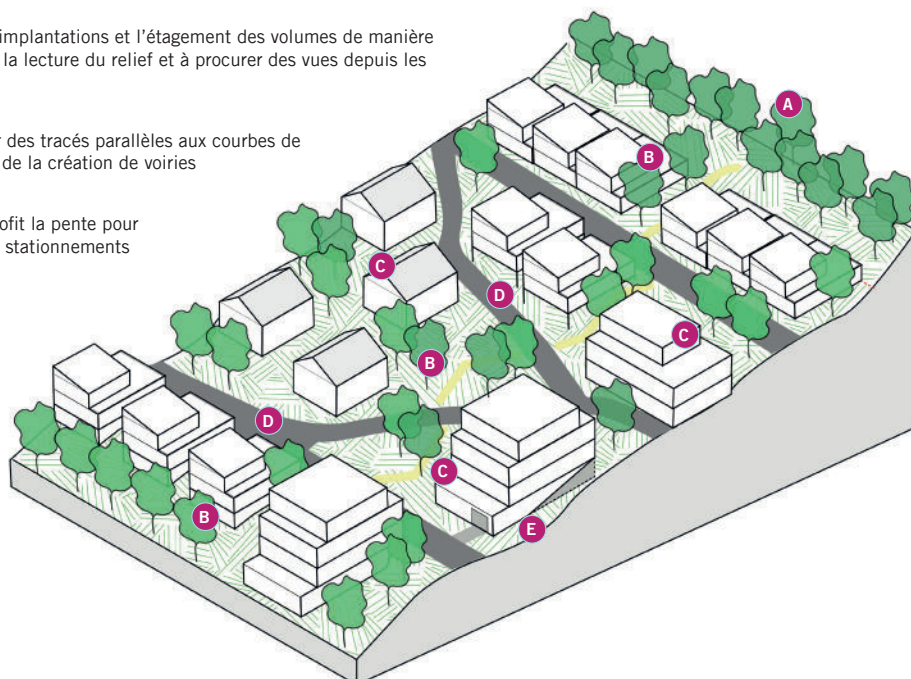 implantations et l'étagement des volumes de manière
la lecture du relief et à procurer des vues depuis les
des tracés parallèles aux courbes de
de la création de voiries
ofit la pente pour
stationnements
A
B
C
D
C
B
D
C
B
E